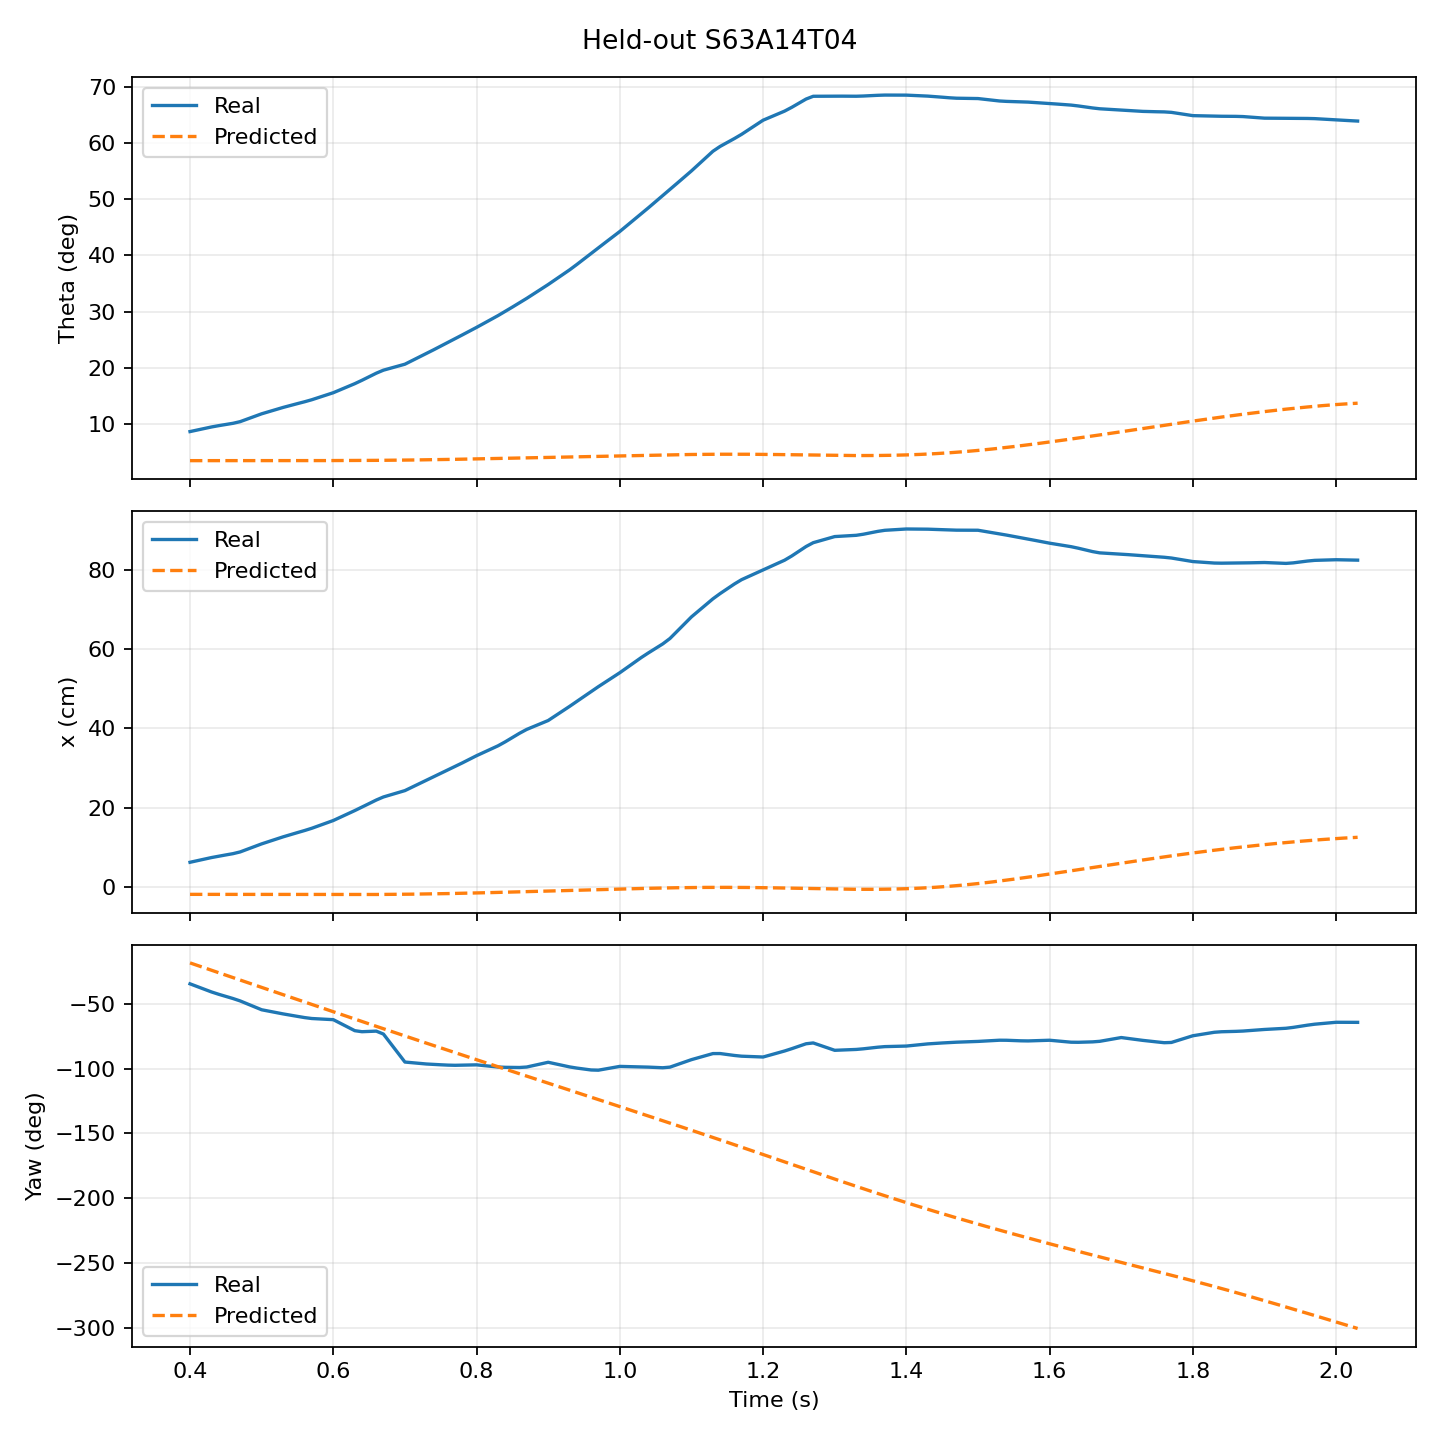 Held-out S63A14T04
Real
Predicted
Theta (deg)
70
60
50
40
30
20
10
Real
Predicted
x (cm)
80
60
40
20
0
Yaw (deg)
−50
−100
−150
−200
−250
−300
Real
Predicted
0.4 0.6 0.8 1.0 1.2 1.4 1.6 1.8 2.0
Time (s)